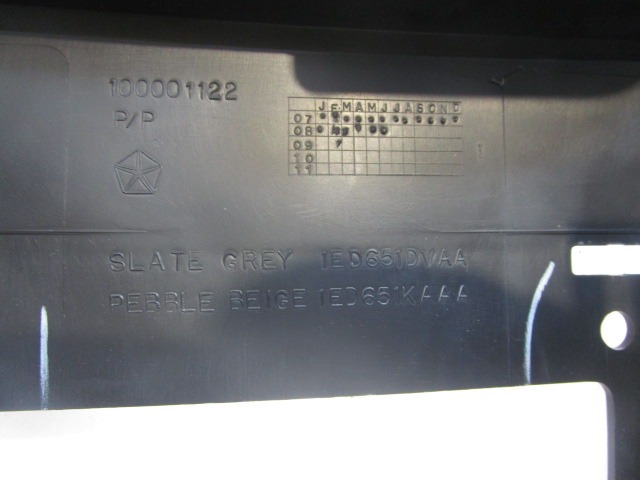 100001122
P/P
J F M A M J J A S O N D
07
08
09
10
11
SLATE GREY 1ED651DVAA
PEBBLE BEIGE 1ED651KAAA